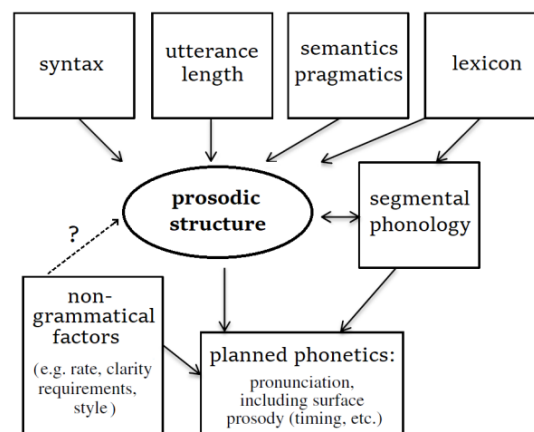 syntax
utterance
length
semantics
pragmatics
lexicon
prosodic
structure
segmental
phonology
?
non-
grammatical
factors
(e.g. rate, clarity
requirements,
style)
planned phonetics:
pronunciation,
including surface
prosody (timing, etc.)